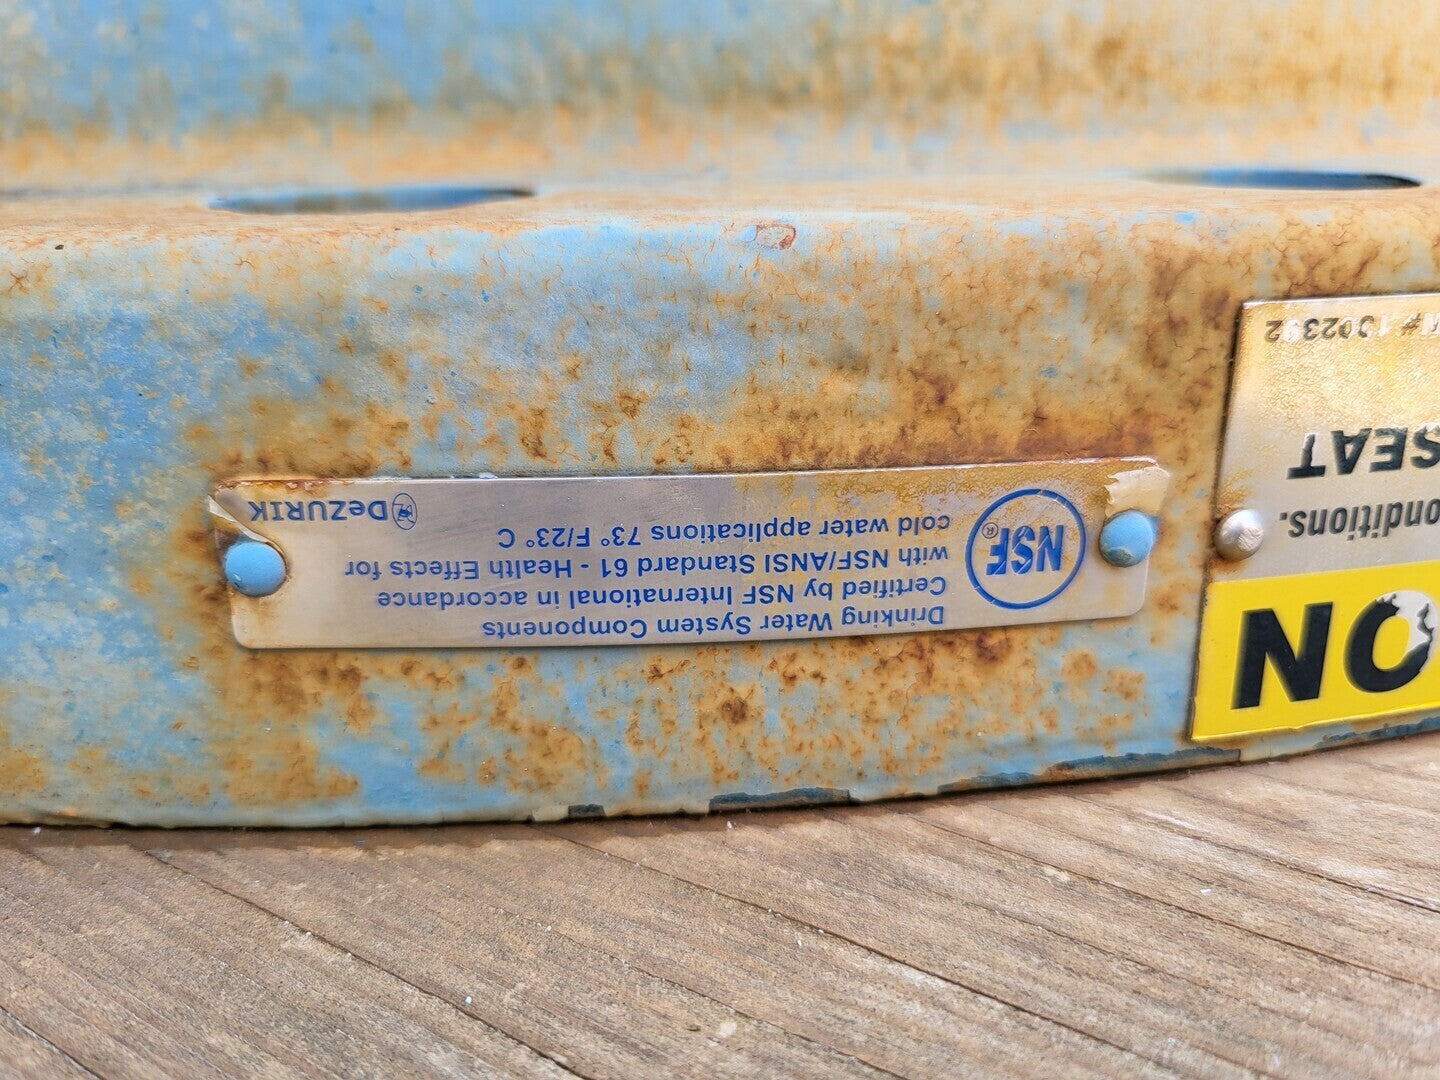 Drinking Water System Components
Certified by NSF International in accordance
with NSF/ANSI Standard 61 - Health Effects for
cold water applications 73° F/23° C
NSF®
DeZURIK
ON
onditions.
SEAT